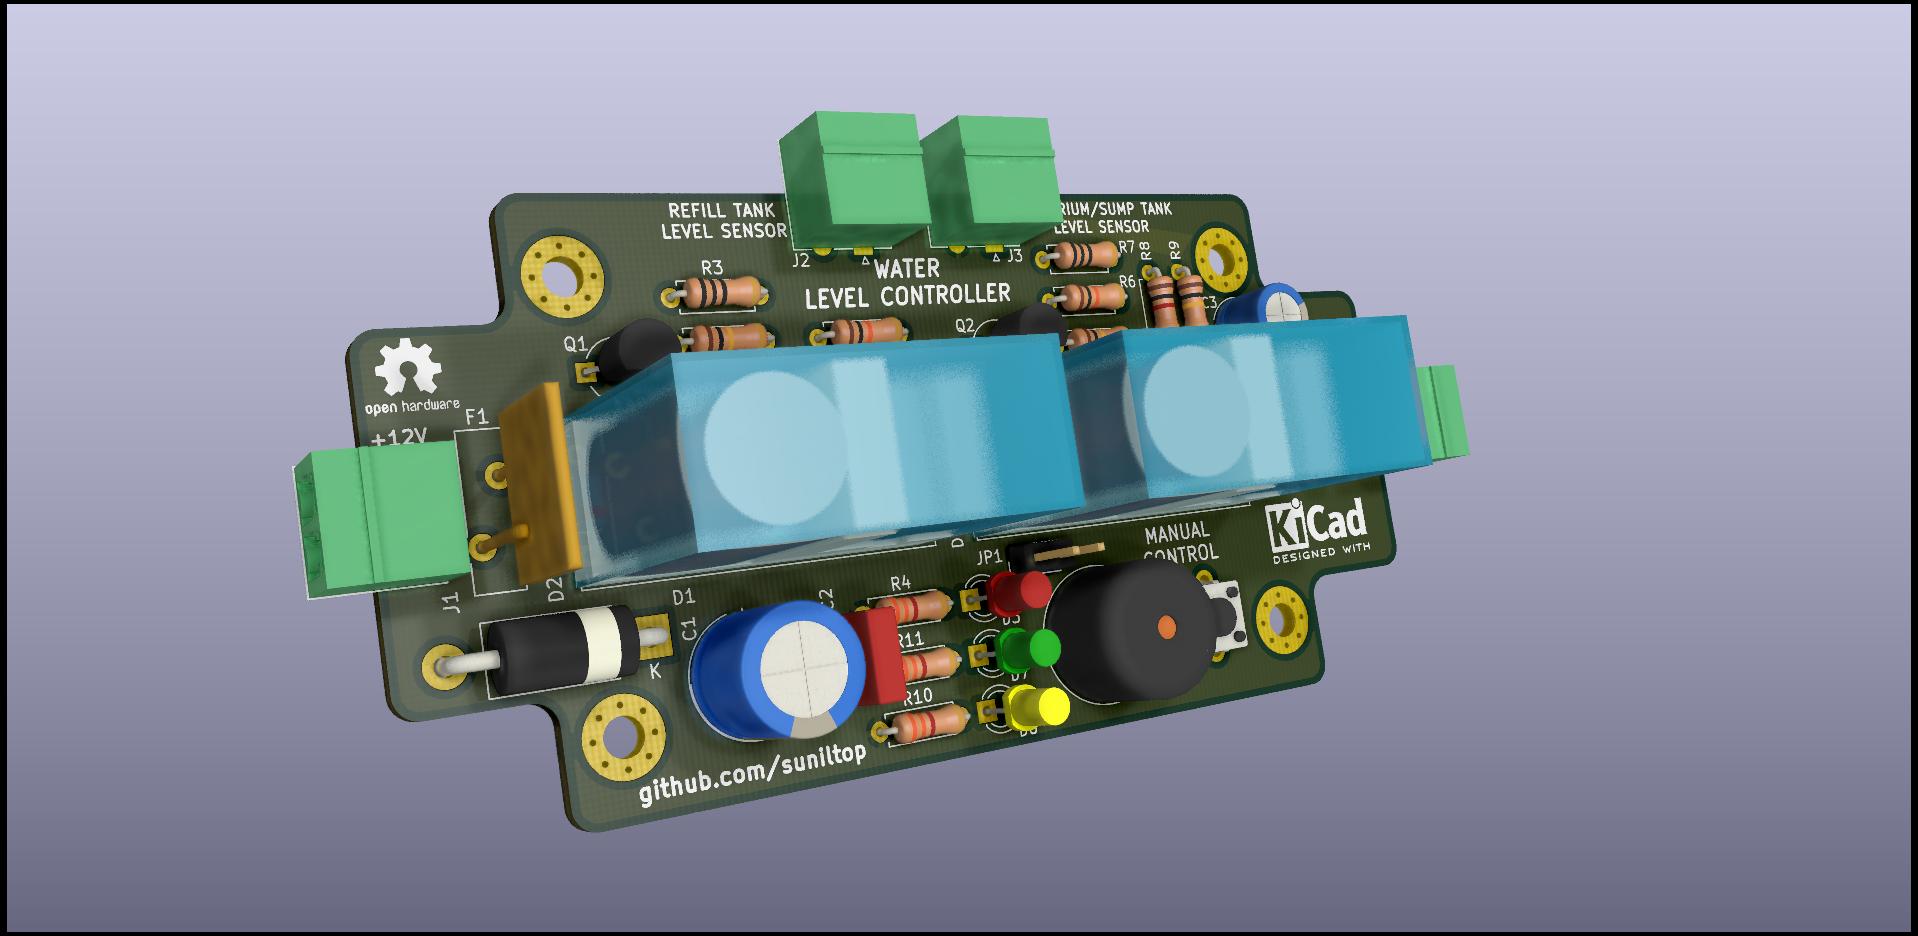 REFILL TANK
LEVEL SENSOR
RIUM/SUMP TANK
LEVEL SENSOR
J2
J3
R7
R8
R9
WATER
LEVEL CONTROLLER
R3
R6
C3
Q1
Q2
open hardware
F1
+12V
KiCad
DESIGNED WITH
MANUAL
CONTROL
JP1
J1
D2
D1
C1
K
R4
R11
R10
github.com/suniltop